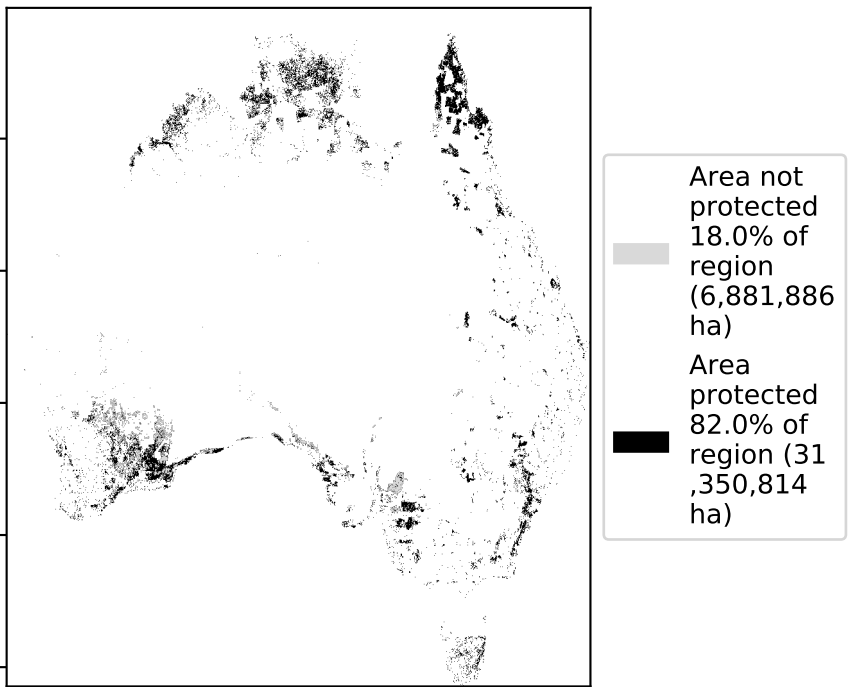 Area not
protected
18.0% of
region
(6,881,886
ha)
Area
protected
82.0% of
region (31
,350,814
ha)